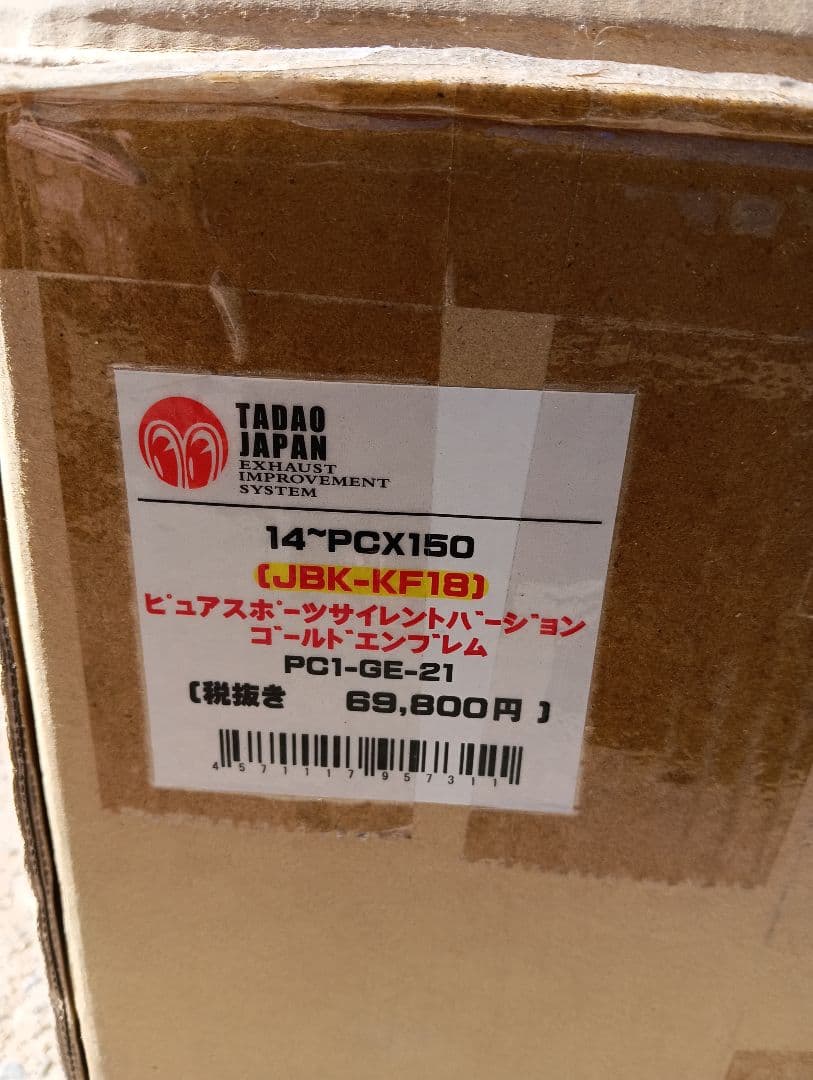 TADAO
JAPAN
EXHAUST
IMPROVEMENT
SYSTEM
14~PCX150
(JBK-KF18)
ピュアスポーツサイレントバージョン
ゴールドエンブレム
PC1-GE-21
(税抜き 69,800円)
4571117957311